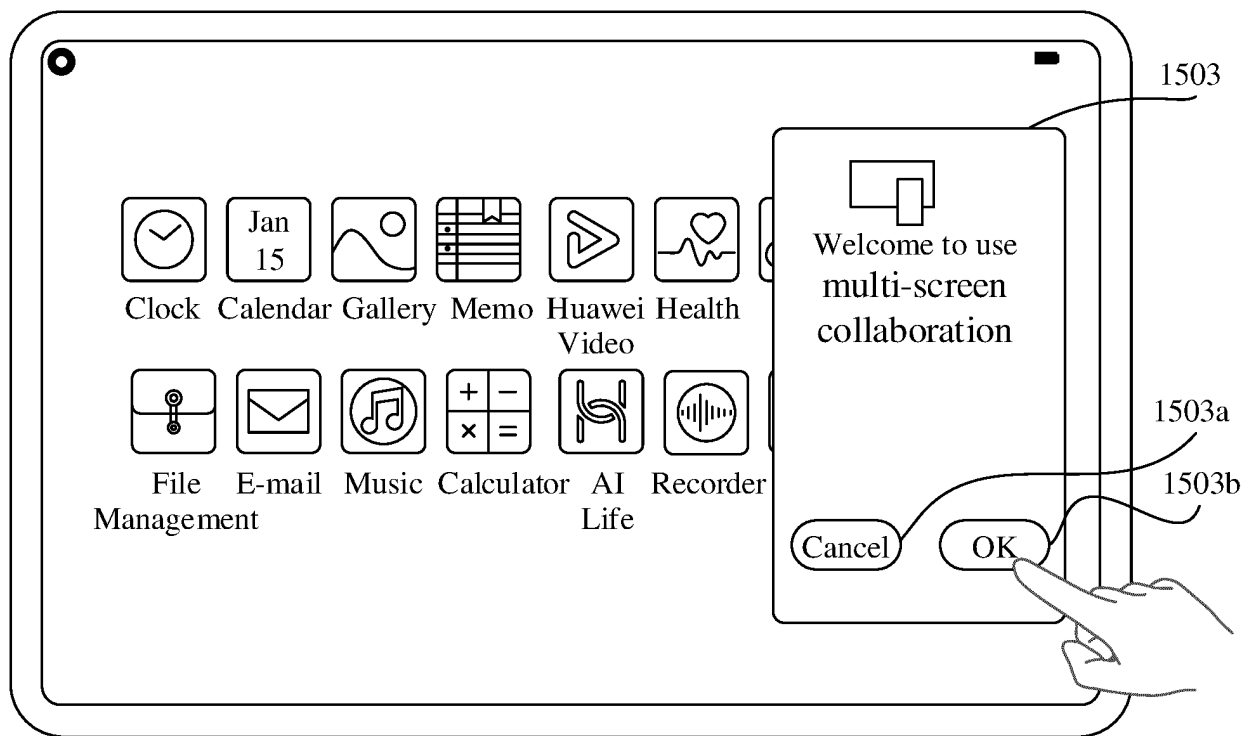 1503
Welcome to use
multi-screen
collaboration
Jan
15
Clock Calendar Gallery Memo Huawei Health
Video
+ −
× =
File E-mail Music Calculator AI Recorder
Management Life
1503a
1503b
Cancel OK